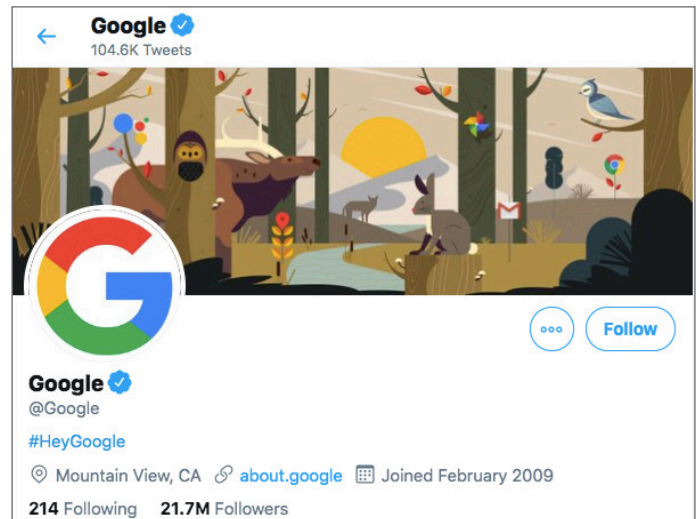 Google
104.6K Tweets
Follow
Google
@Google
#HeyGoogle
Mountain View, CA about.google Joined February 2009
214 Following 21.7M Followers